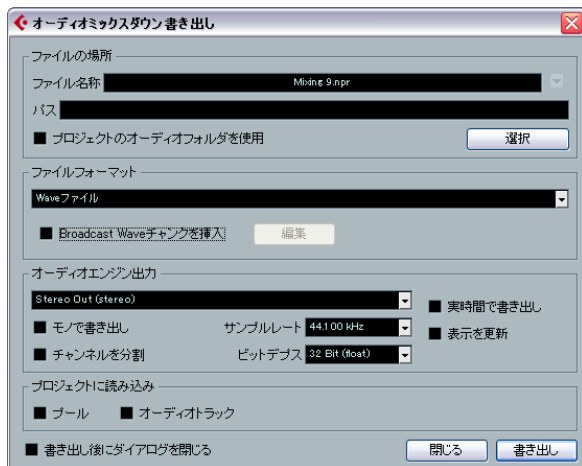 オーディオミックスダウン書き出し
ファイルの場所
ファイル名称 Mixing 9.npr
パス
プロジェクトのオーディオフォルダを使用 選択
ファイルフォーマット
Waveファイル
Broadcast Waveチャンクを挿入 編集
オーディオエンジン出力
Stereo Out (stereo) 実時間で書き出し
モノで書き出し サンプルレート 44.100 kHz 表示を更新
チャンネルを分割 ビットデプス 32 Bit (float)
プロジェクトに読み込み
プール オーディオトラック
書き出し後にダイアログを閉じる 閉じる 書き出し